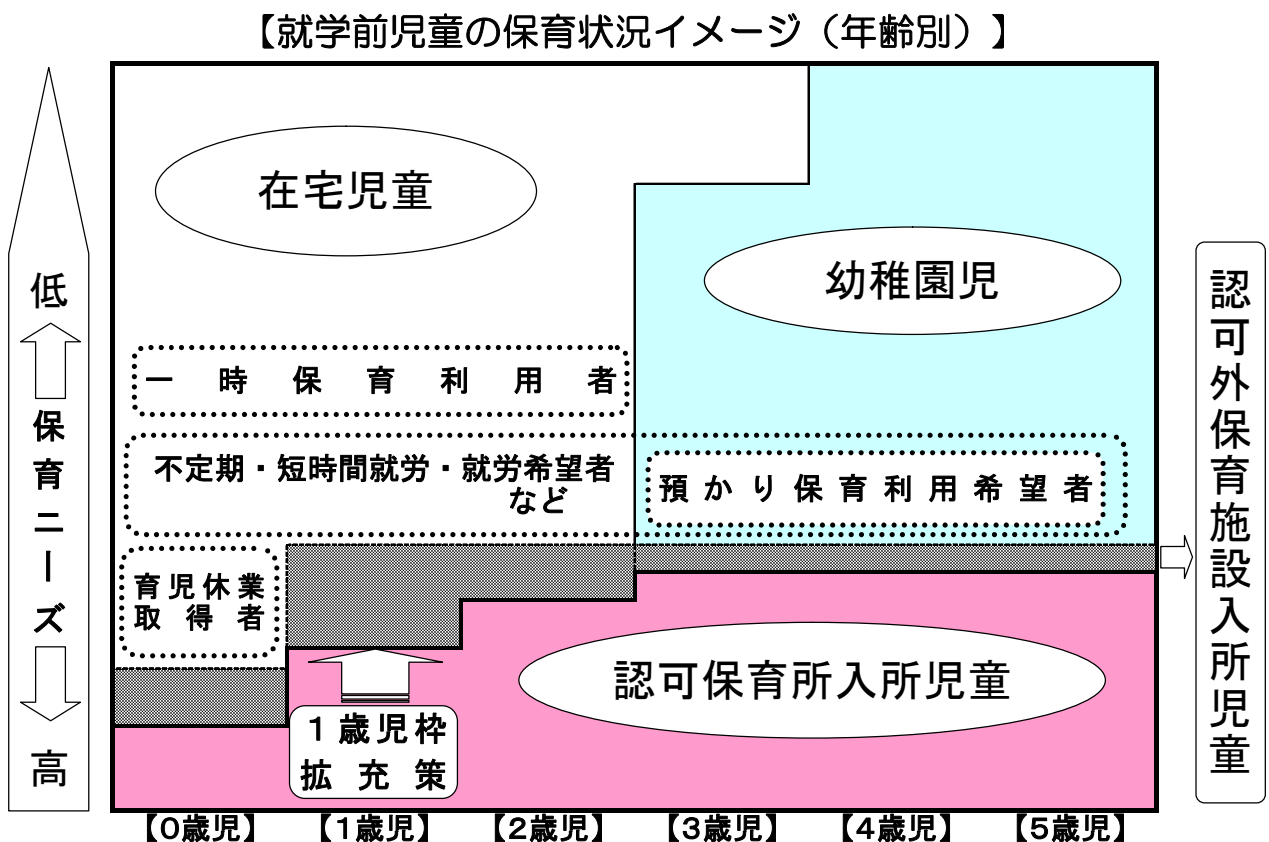 【就学前児童の保育状況イメージ（年齢別）】
低
保育ニーズ
高
在宅児童
幼稚園児
一時保育利用者
不定期・短時間就労・就労希望者
など
預かり保育利用希望者
育児休業
取得者
認可保育所入所児童
１歳児枠
拡充策
認可外保育施設入所児童
【0歳児】 【1歳児】 【2歳児】 【3歳児】 【4歳児】 【5歳児】